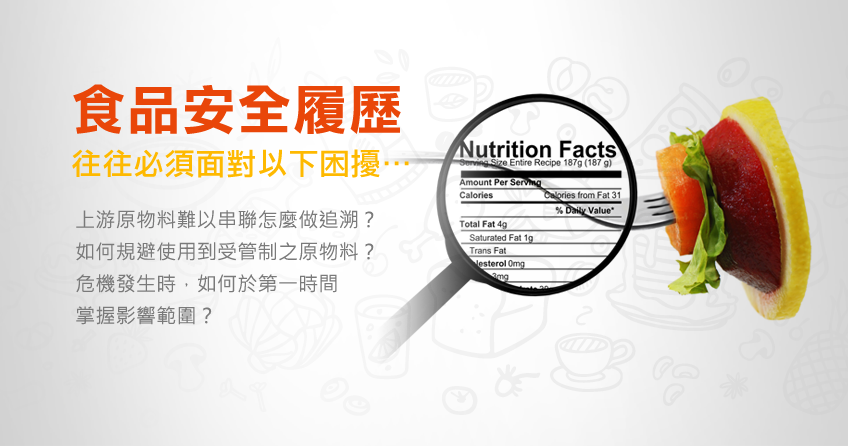 食品安全履歷
往往必須面對以下困擾…
上游原物料難以串聯怎麼做追溯？
如何規避使用到受管制之原物料？
危機發生時，如何於第一時間
掌握影響範圍？
Nutrition Facts
Serving Size Entire Recipe 187g (187 g)
Amount Per Serving
Calories Calories from Fat 31
% Daily Value*
Total Fat 4g
Saturated Fat 1g
Trans Fat
lesterol 0mg
3mg